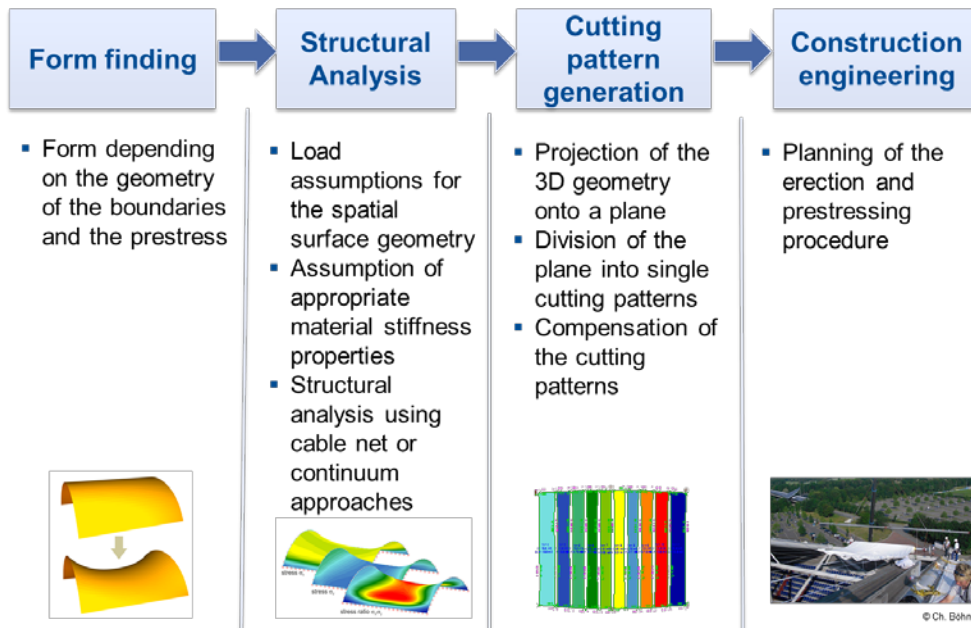 Form finding
Structural
Analysis
Cutting
pattern
generation
Construction
engineering
▪ Form depending
on the geometry
of the boundaries
and the prestress
▪ Load
assumptions for
the spatial
surface geometry
▪ Assumption of
appropriate
material stiffness
properties
▪ Structural
analysis using
cable net or
continuum
approaches
▪ Projection of the
3D geometry
onto a plane
▪ Division of the
plane into single
cutting patterns
▪ Compensation of
the cutting
patterns
▪ Planning of the
erection and
prestressing
procedure
stress
stress
stress ratio
© Ch. Böhm